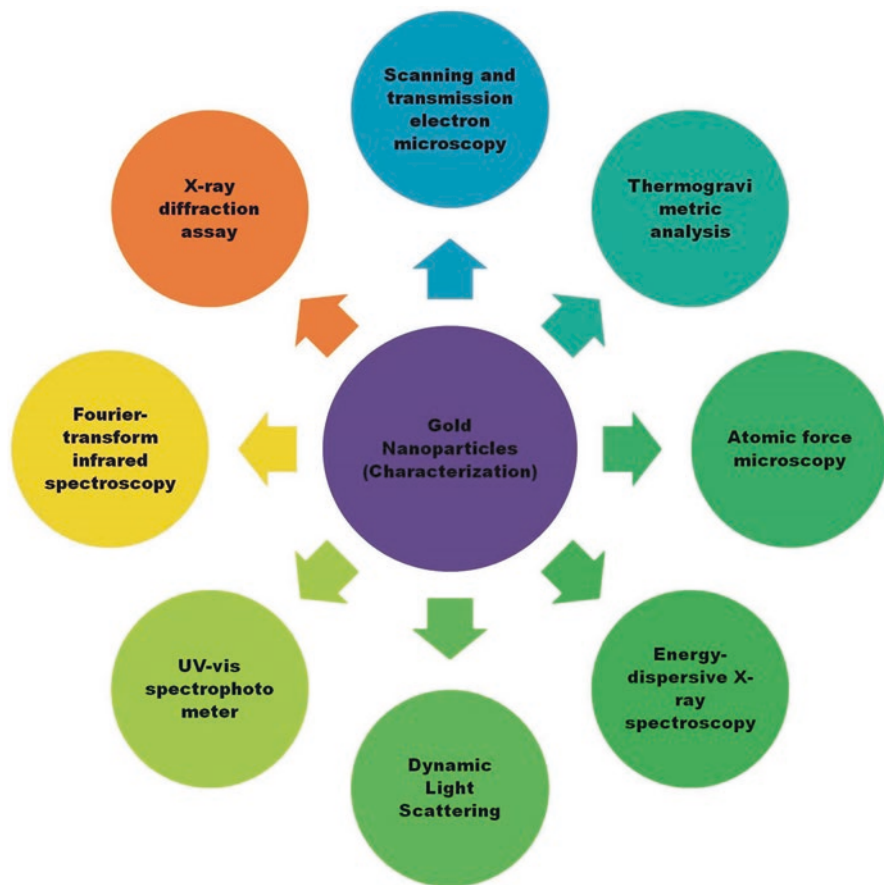 Scanning and
transmission
electron
microscopy
Thermogravi
metric
analysis
Atomic force
microscopy
Energy-
dispersive X-
ray
spectroscopy
Dynamic
Light
Scattering
UV-vis
spectrophoto
meter
Fourier-
transform
infrared
spectroscopy
X-ray
diffraction
assay
Gold
Nanoparticles
(Characterization)